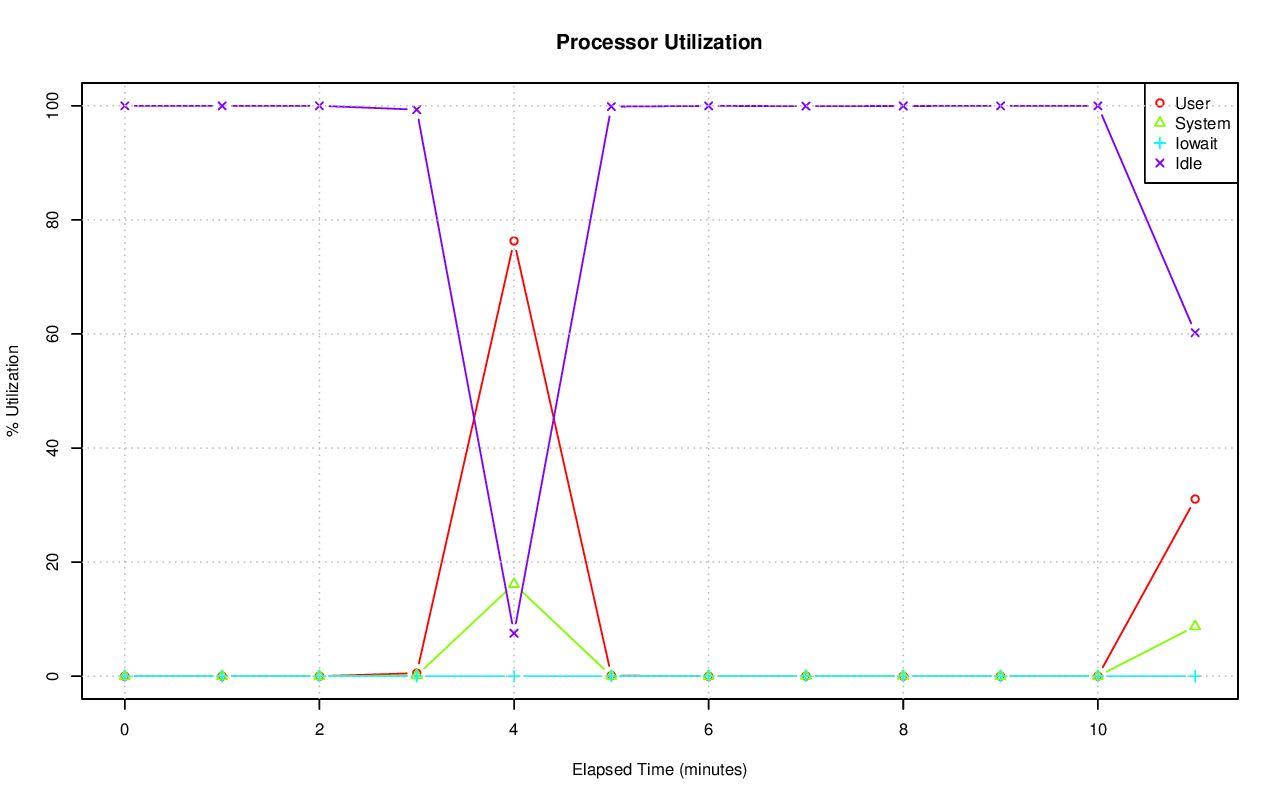 Processor Utilization
% Utilization
100
80
60
40
20
0
User
System
Iowait
Idle
0 2 4 6 8 10
Elapsed Time (minutes)